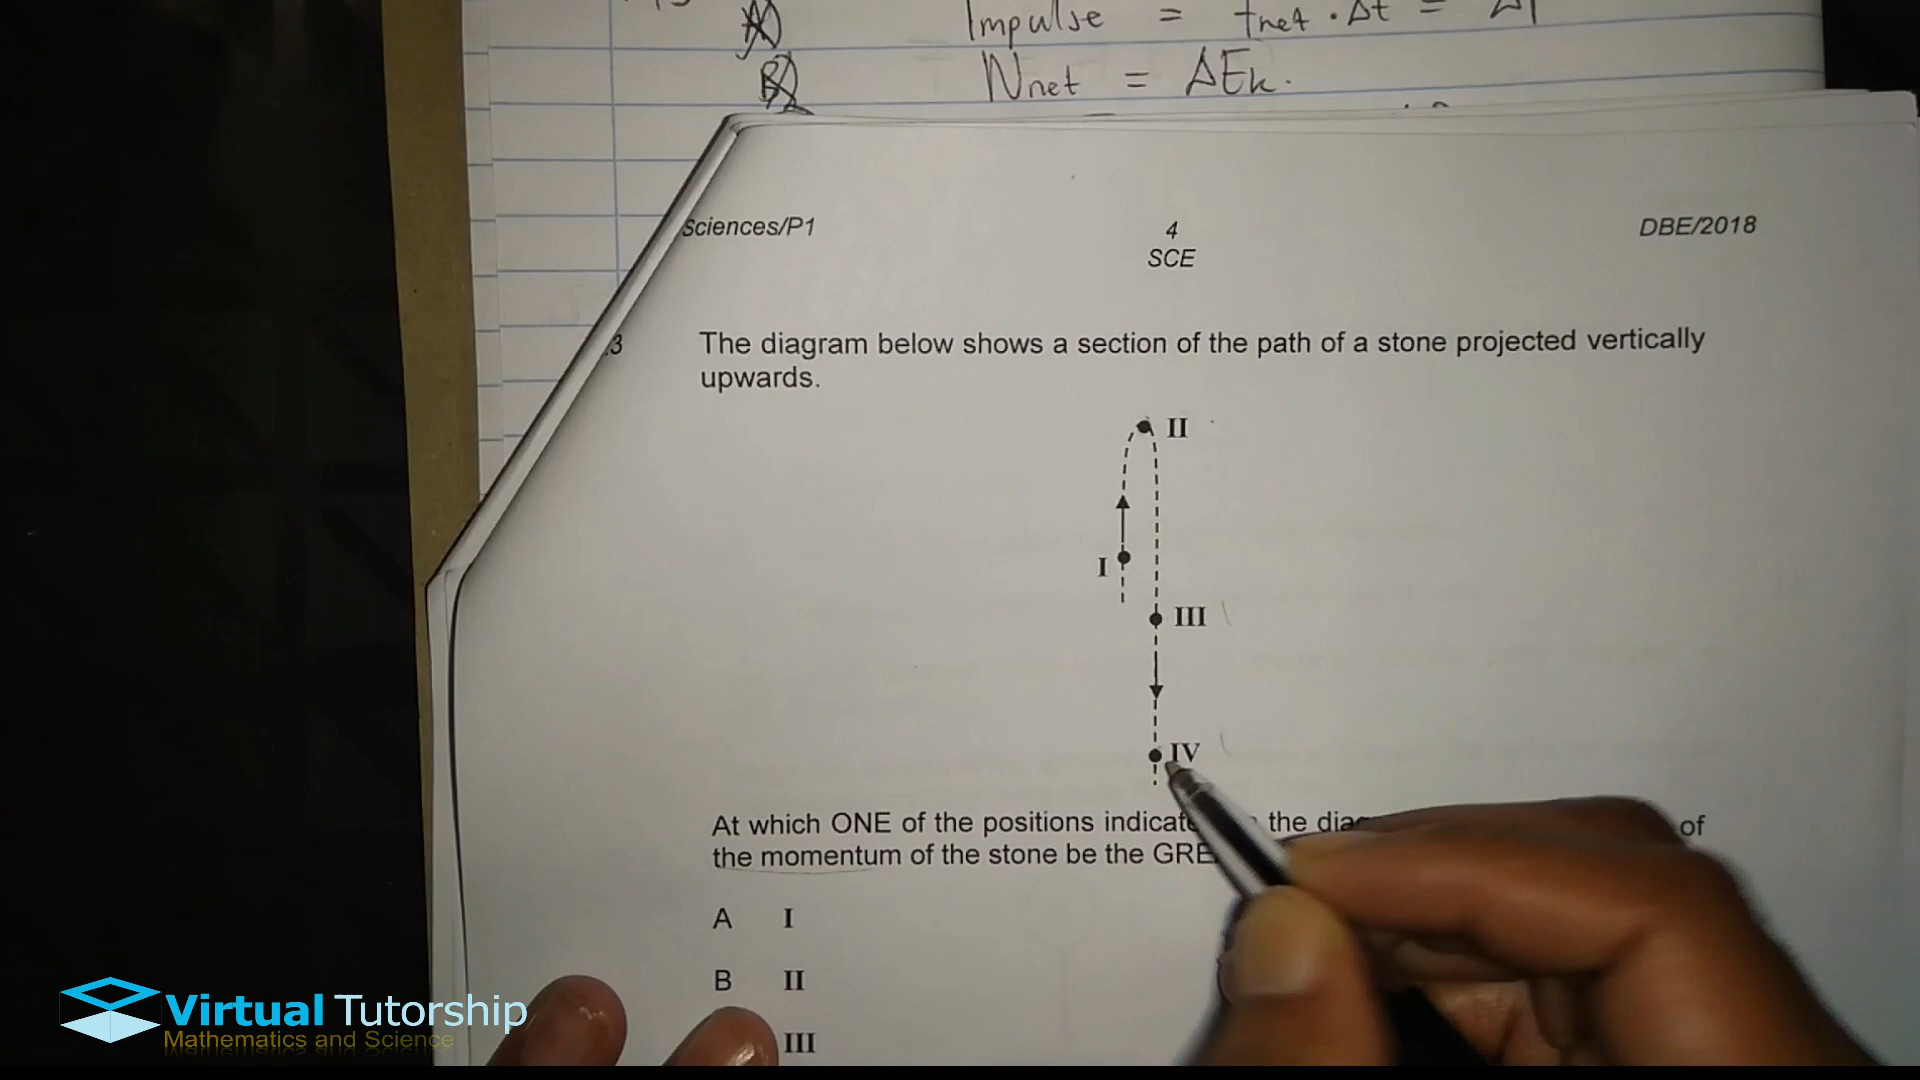 A)
Impulse = Fnet · Δt = Δp
B)
Wnet = ΔEk.
Sciences/P1
4
DBE/2018
SCE
.3
The diagram below shows a section of the path of a stone projected vertically
upwards.
II
I
III
IV
At which ONE of the positions indicate the of
the momentum of the stone be the
A I
B II
III
Virtual Tutorship
Mathematics and Science